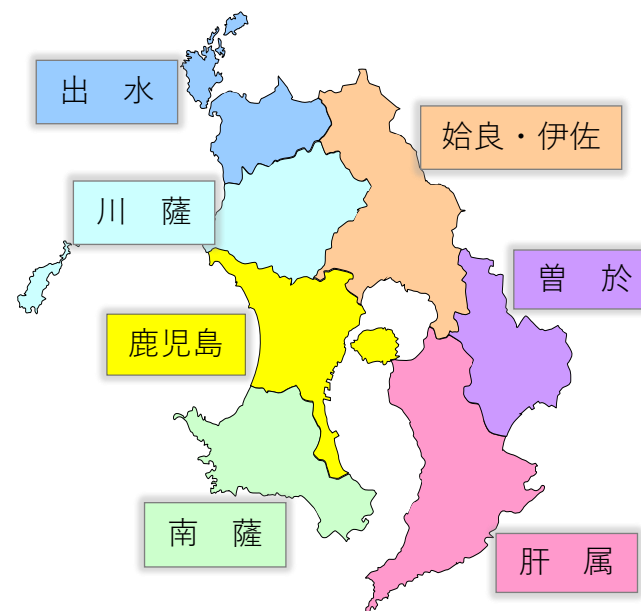 出　水
姶良・伊佐
川　薩
曽　於
鹿児島
南　薩
肝　属